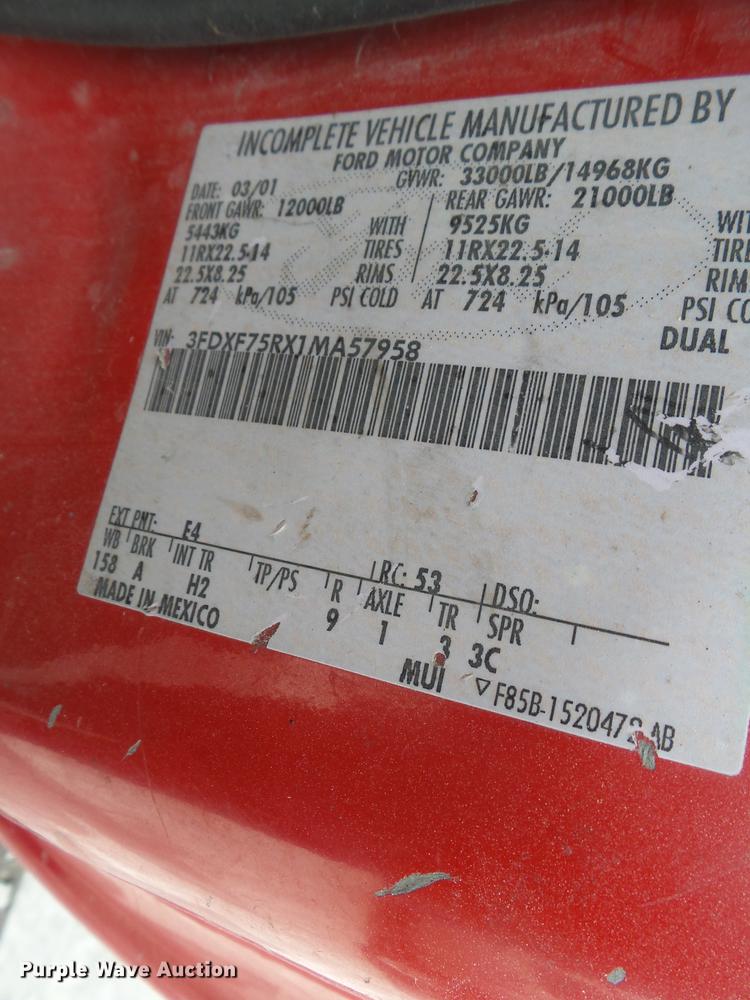 INCOMPLETE VEHICLE MANUFACTURED BY
FORD MOTOR COMPANY
DATE: 03/01 GVWR: 33000LB/14968KG
FRONT GAWR: 12000LB REAR GAWR: 21000LB
5443KG WITH 9525KG
11RX22.5-14 TIRES 11RX22.5-14
22.5X8.25 RIMS 22.5X8.25 RIM
AT 724 kPa/105 PSI COLD AT 724 kPa/105 PSI
DUAL
VIN: 3FDXF75RX1MA57958
EXT PNT: E4 RC: 53 DSO:
WB BRK INT TR TP/PS R AXLE TR SPR
158 A H2 9 1 3 3C
MADE IN MEXICO MUI ▽F85B-1520472 AB
Purple Wave Auction